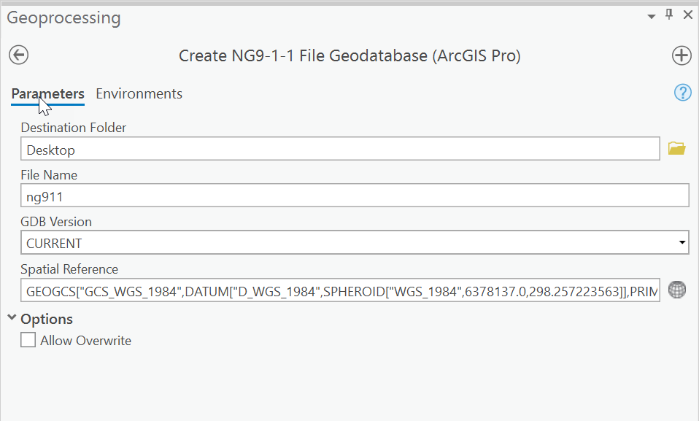 Geoprocessing
Create NG9-1-1 File Geodatabase (ArcGIS Pro)
Parameters Environments
Destination Folder
Desktop
File Name
ng911
GDB Version
CURRENT
Spatial Reference
GEOGCS["GCS_WGS_1984",DATUM["D_WGS_1984",SPHEROID["WGS_1984",6378137.0,298.257223563]],PRIM
Options
Allow Overwrite